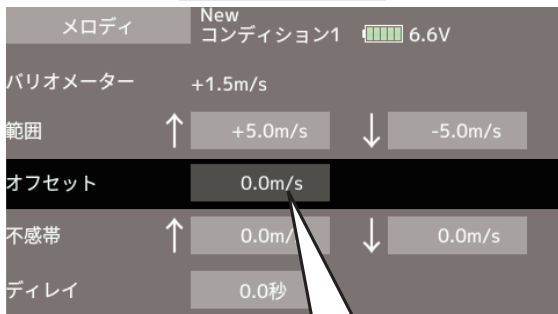 メロディ
New
コンディション1 6.6V
バリオメーター +1.5m/s
範囲 ↑ +5.0m/s ↓ -5.0m/s
オフセット 0.0m/s
不感帯 ↑ 0.0m/ ↓ 0.0m/s
ディレイ 0.0秒